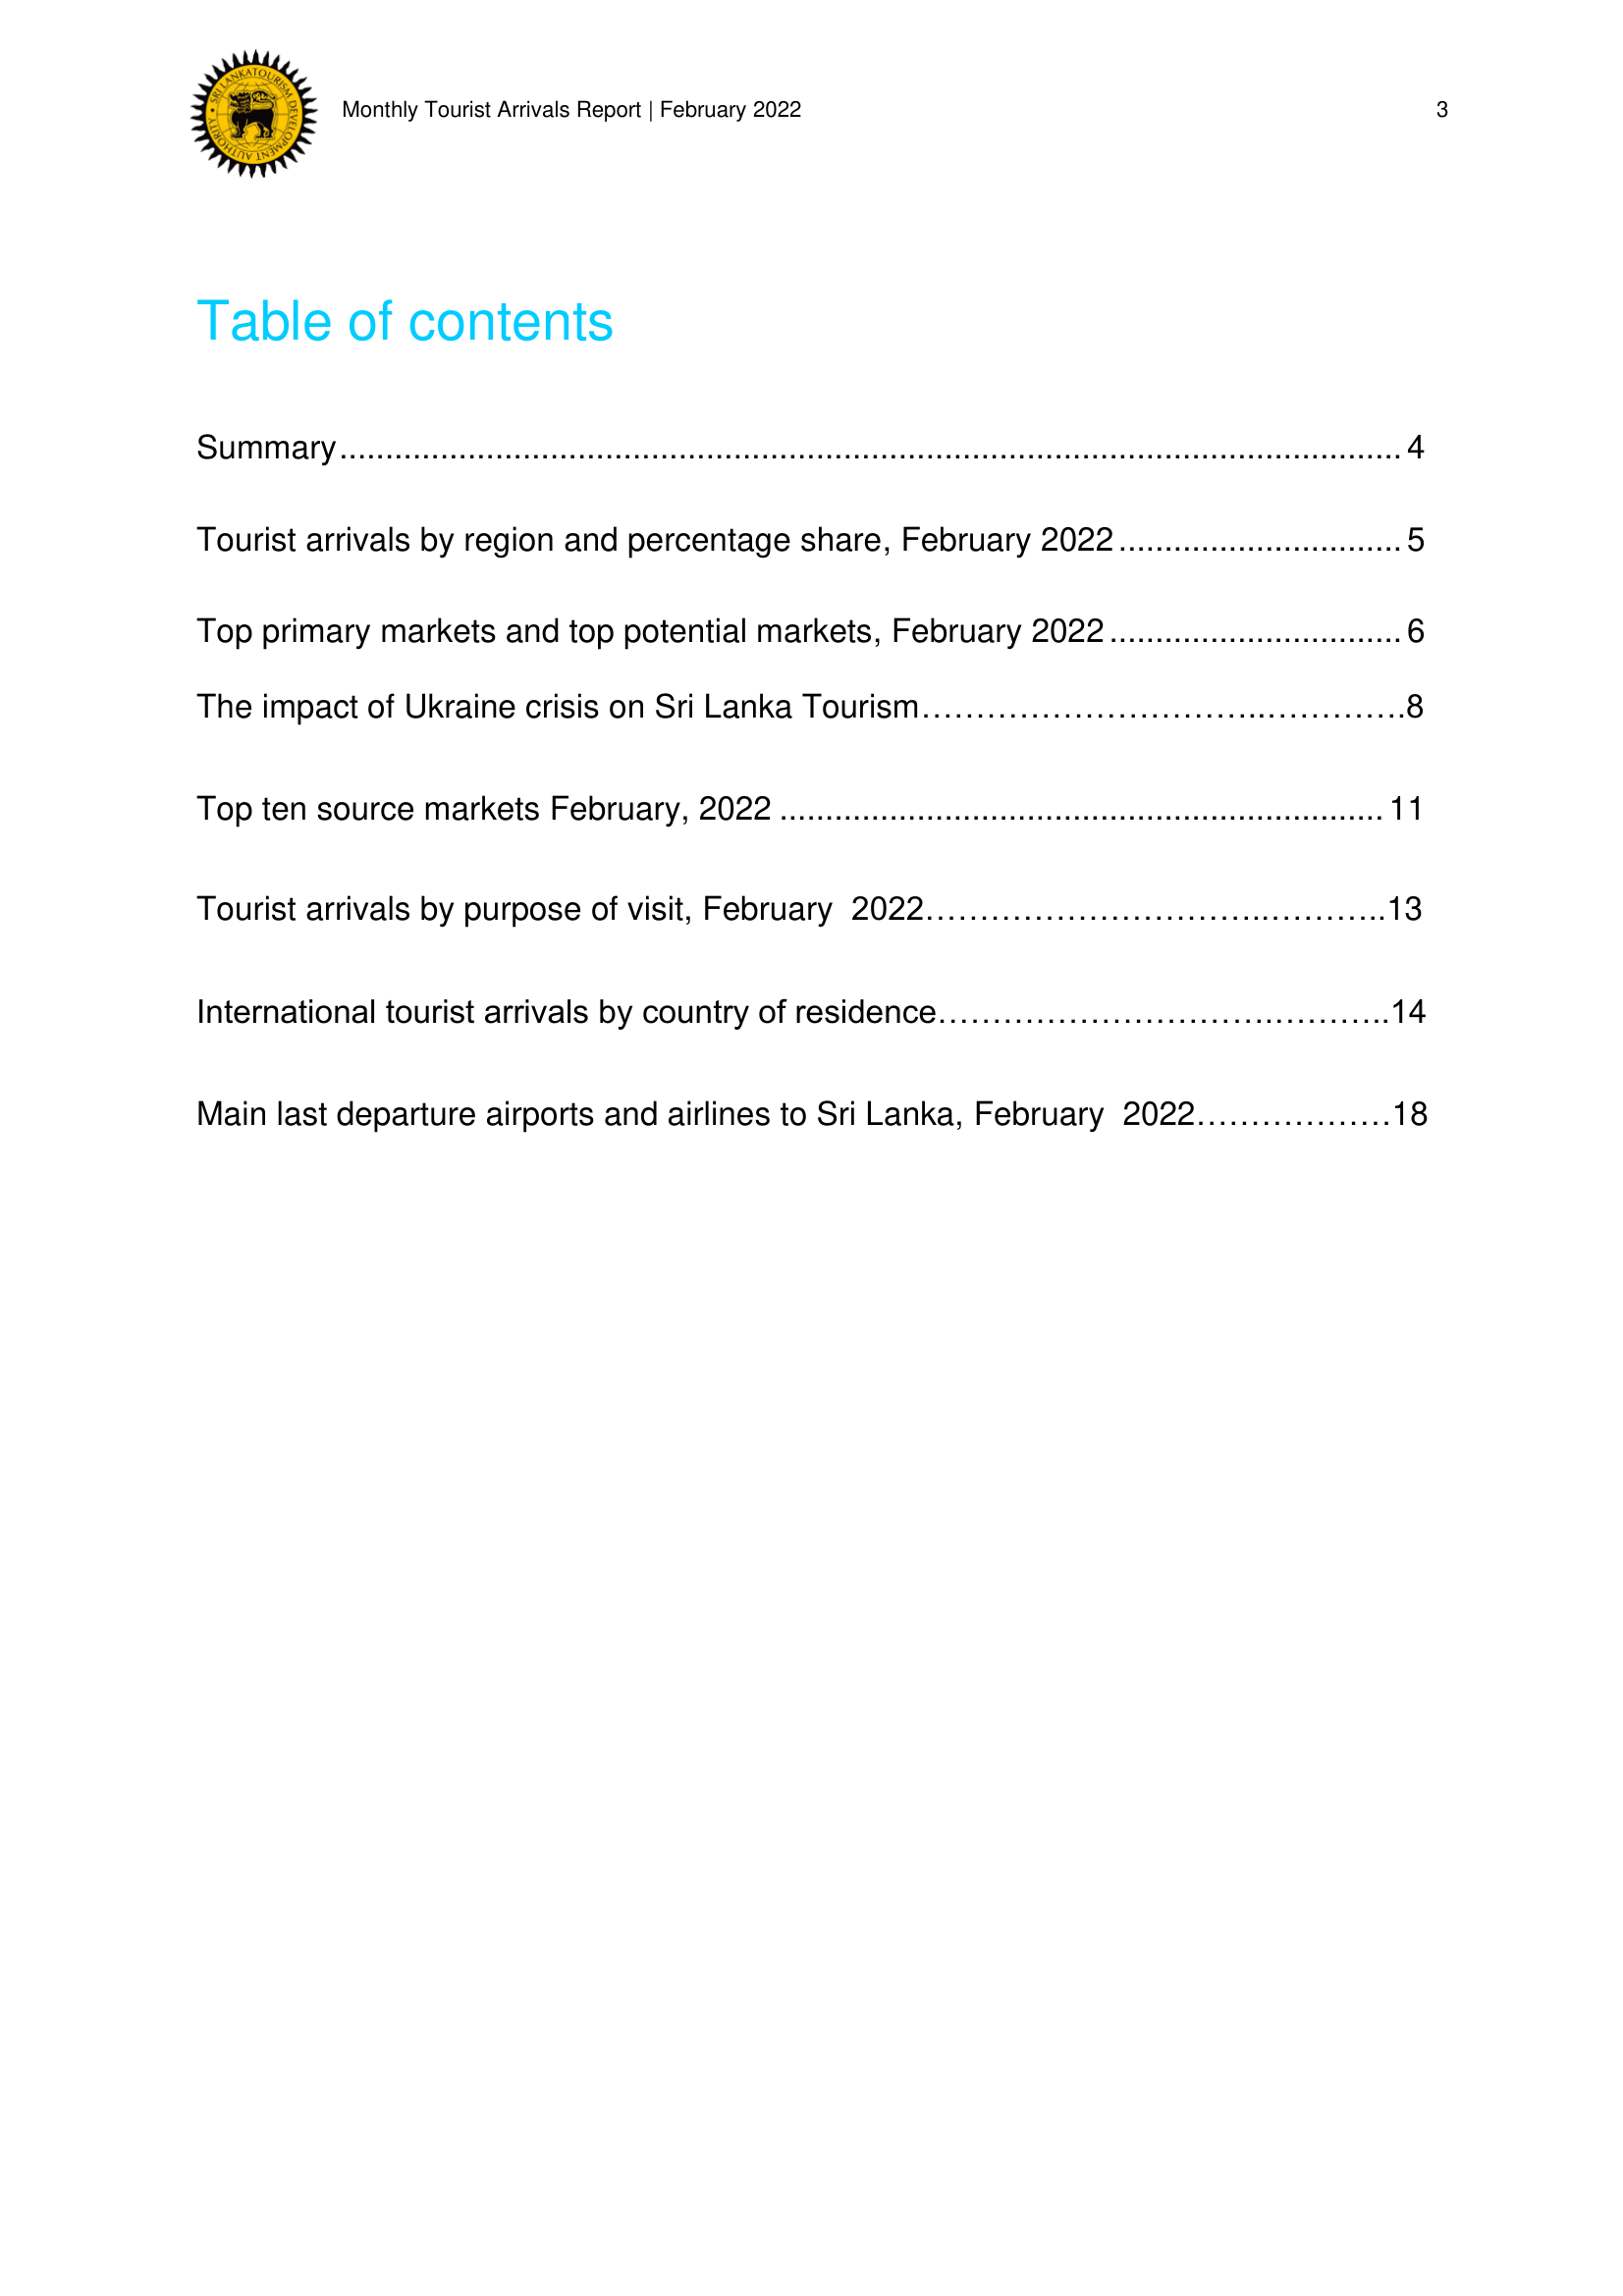 SRI LANKA TOURISM DEVELOPMENT AUTHORITY
Monthly Tourist Arrivals Report | February 2022
3
Table of contents
Summary.................................................................................................................... 4
Tourist arrivals by region and percentage share, February 2022............................... 5
Top primary markets and top potential markets, February 2022................................ 6
The impact of Ukraine crisis on Sri Lanka Tourism……………………………..………….8
Top ten source markets February, 2022 .................................................................. 11
Tourist arrivals by purpose of visit, February  2022…………………………..………..13
International tourist arrivals by country of residence…………………………………..14
Main last departure airports and airlines to Sri Lanka, February  2022………………18